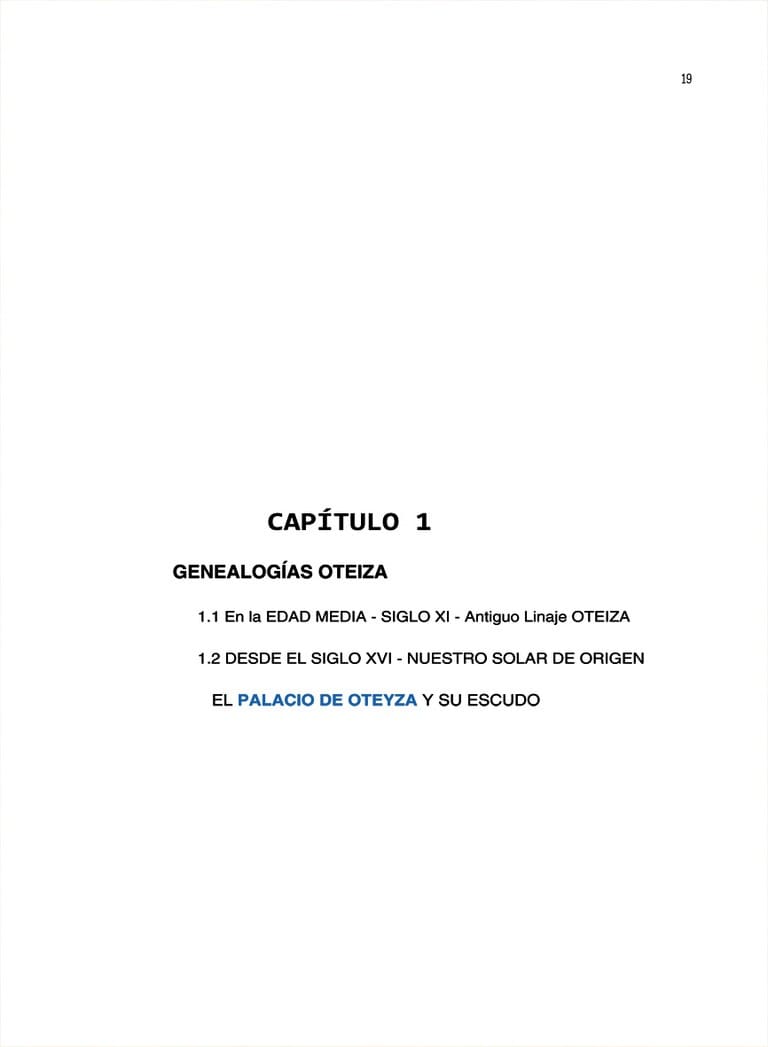 19
CAPÍTULO 1
GENEALOGÍAS OTEIZA
1.1 En la EDAD MEDIA - SIGLO XI - Antiguo Linaje OTEIZA
1.2 DESDE EL SIGLO XVI - NUESTRO SOLAR DE ORIGEN
EL PALACIO DE OTEYZA Y SU ESCUDO